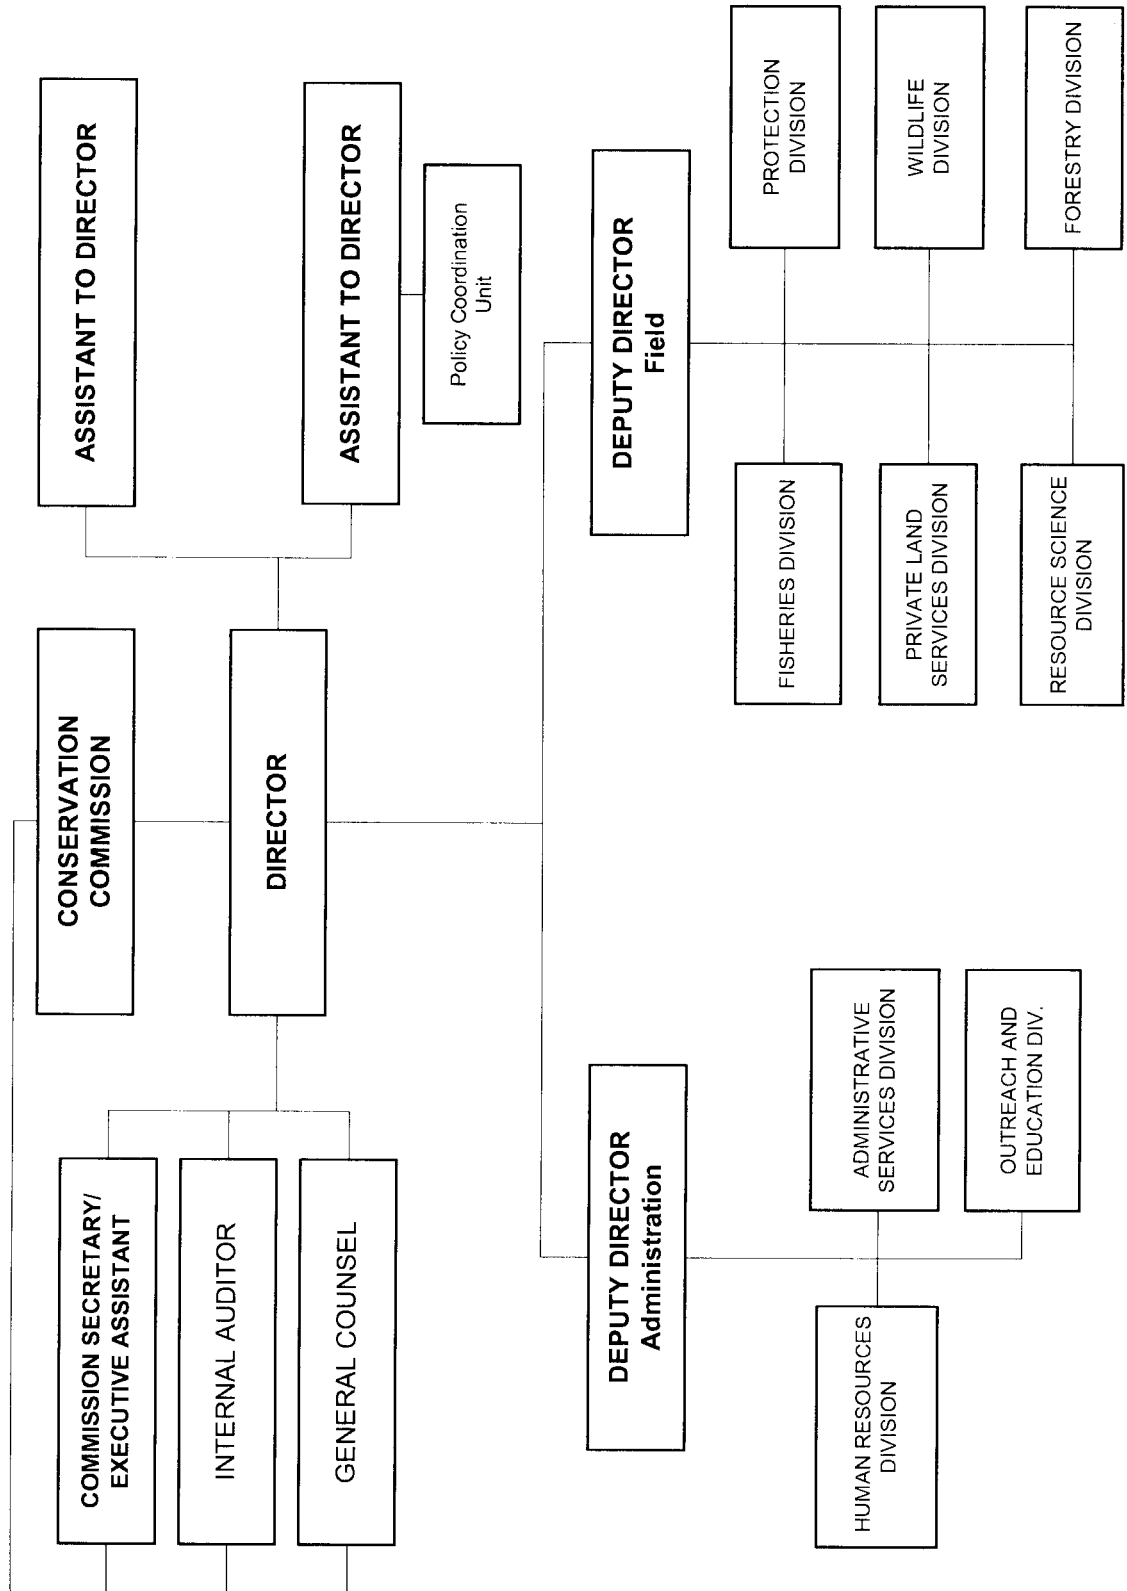 CONSERVATION
COMMISSION
ASSISTANT TO DIRECTOR
COMMISSION SECRETARY/
EXECUTIVE ASSISTANT
INTERNAL AUDITOR
GENERAL COUNSEL
DIRECTOR
ASSISTANT TO DIRECTOR
Policy Coordination
Unit
DEPUTY DIRECTOR
Administration
DEPUTY DIRECTOR
Field
HUMAN RESOURCES
DIVISION
ADMINISTRATIVE
SERVICES DIVISION
OUTREACH AND
EDUCATION DIV.
FISHERIES DIVISION
PROTECTION
DIVISION
PRIVATE LAND
SERVICES DIVISION
WILDLIFE
DIVISION
RESOURCE SCIENCE
DIVISION
FORESTRY DIVISION